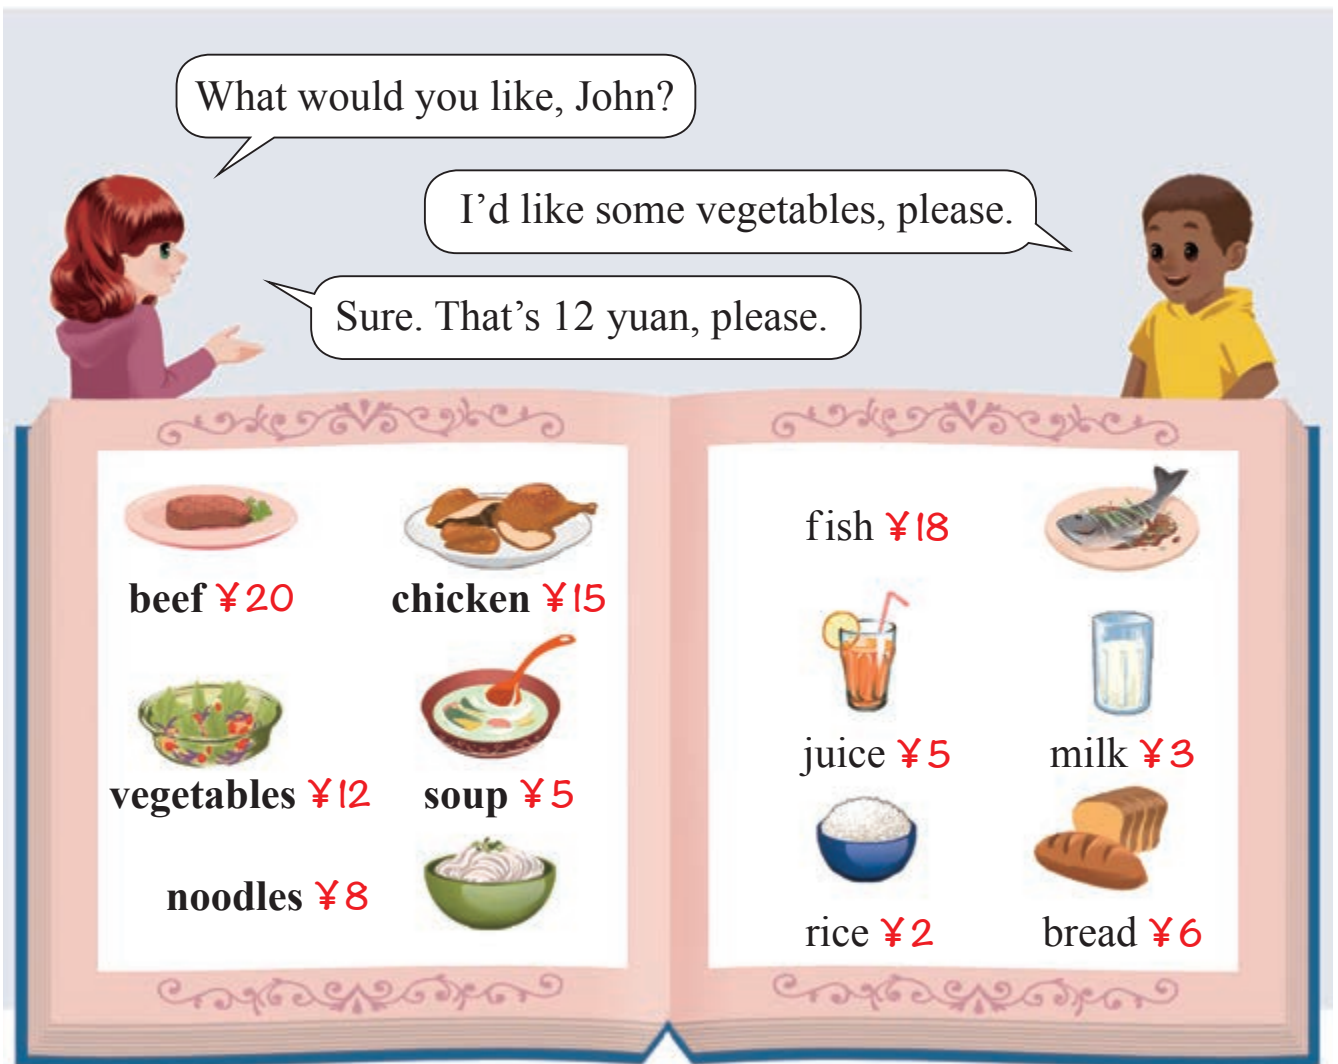 What would you like, John?
I'd like some vegetables, please.
Sure. That's 12 yuan, please.
beef ¥20
chicken ¥15
vegetables ¥12
soup ¥5
noodles ¥8
fish ¥18
juice ¥5
milk ¥3
rice ¥2
bread ¥6